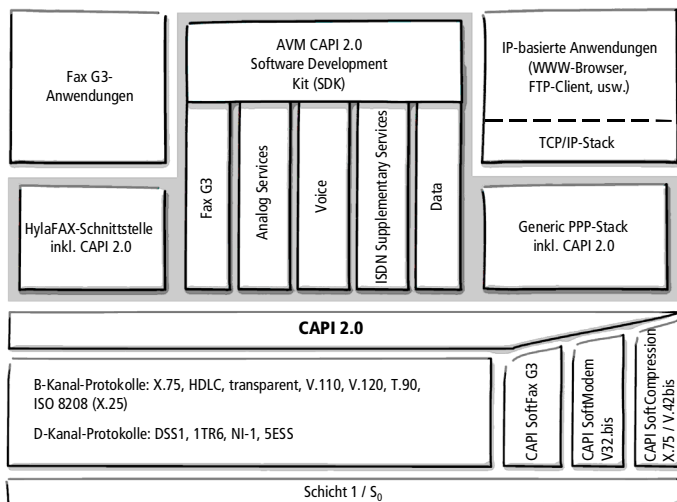 Fax G3-
Anwendungen
AVM CAPI 2.0
Software Development
Kit (SDK)
IP-basierte Anwendungen
(WWW-Browser,
FTP-Client, usw.)
TCP/IP-Stack
HylaFAX-Schnittstelle
inkl. CAPI 2.0
Fax G3
Analog Services
Voice
ISDN Supplementary Services
Data
Generic PPP-Stack
inkl. CAPI 2.0
CAPI 2.0
B-Kanal-Protokolle: X.75, HDLC, transparent, V.110, V.120, T.90,
ISO 8208 (X.25)
D-Kanal-Protokolle: DSS1, 1TR6, NI-1, 5ESS
CAPI SoftFax G3
CAPI SoftModem
V32.bis
CAPI SoftCompression
X.75 / V.42bis
Schicht 1 / S0